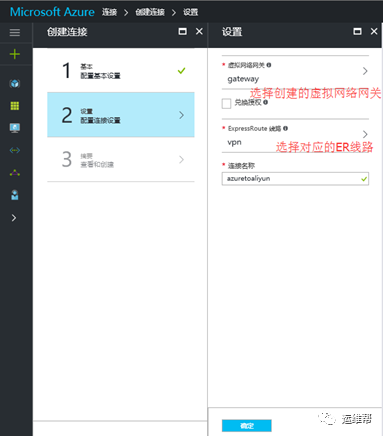 Microsoft Azure 连接 > 创建连接 > 设置
创建连接
1
基本
配置基本设置
2
设置
配置连接设置
3
摘要
查看和创建
设置
* 虚拟网络网关
gateway
选择创建的虚拟网络网关
兑换授权
* ExpressRoute 线路
vpn
选择对应的ER线路
* 连接名称
azuretoaliyun
确定
运维帮